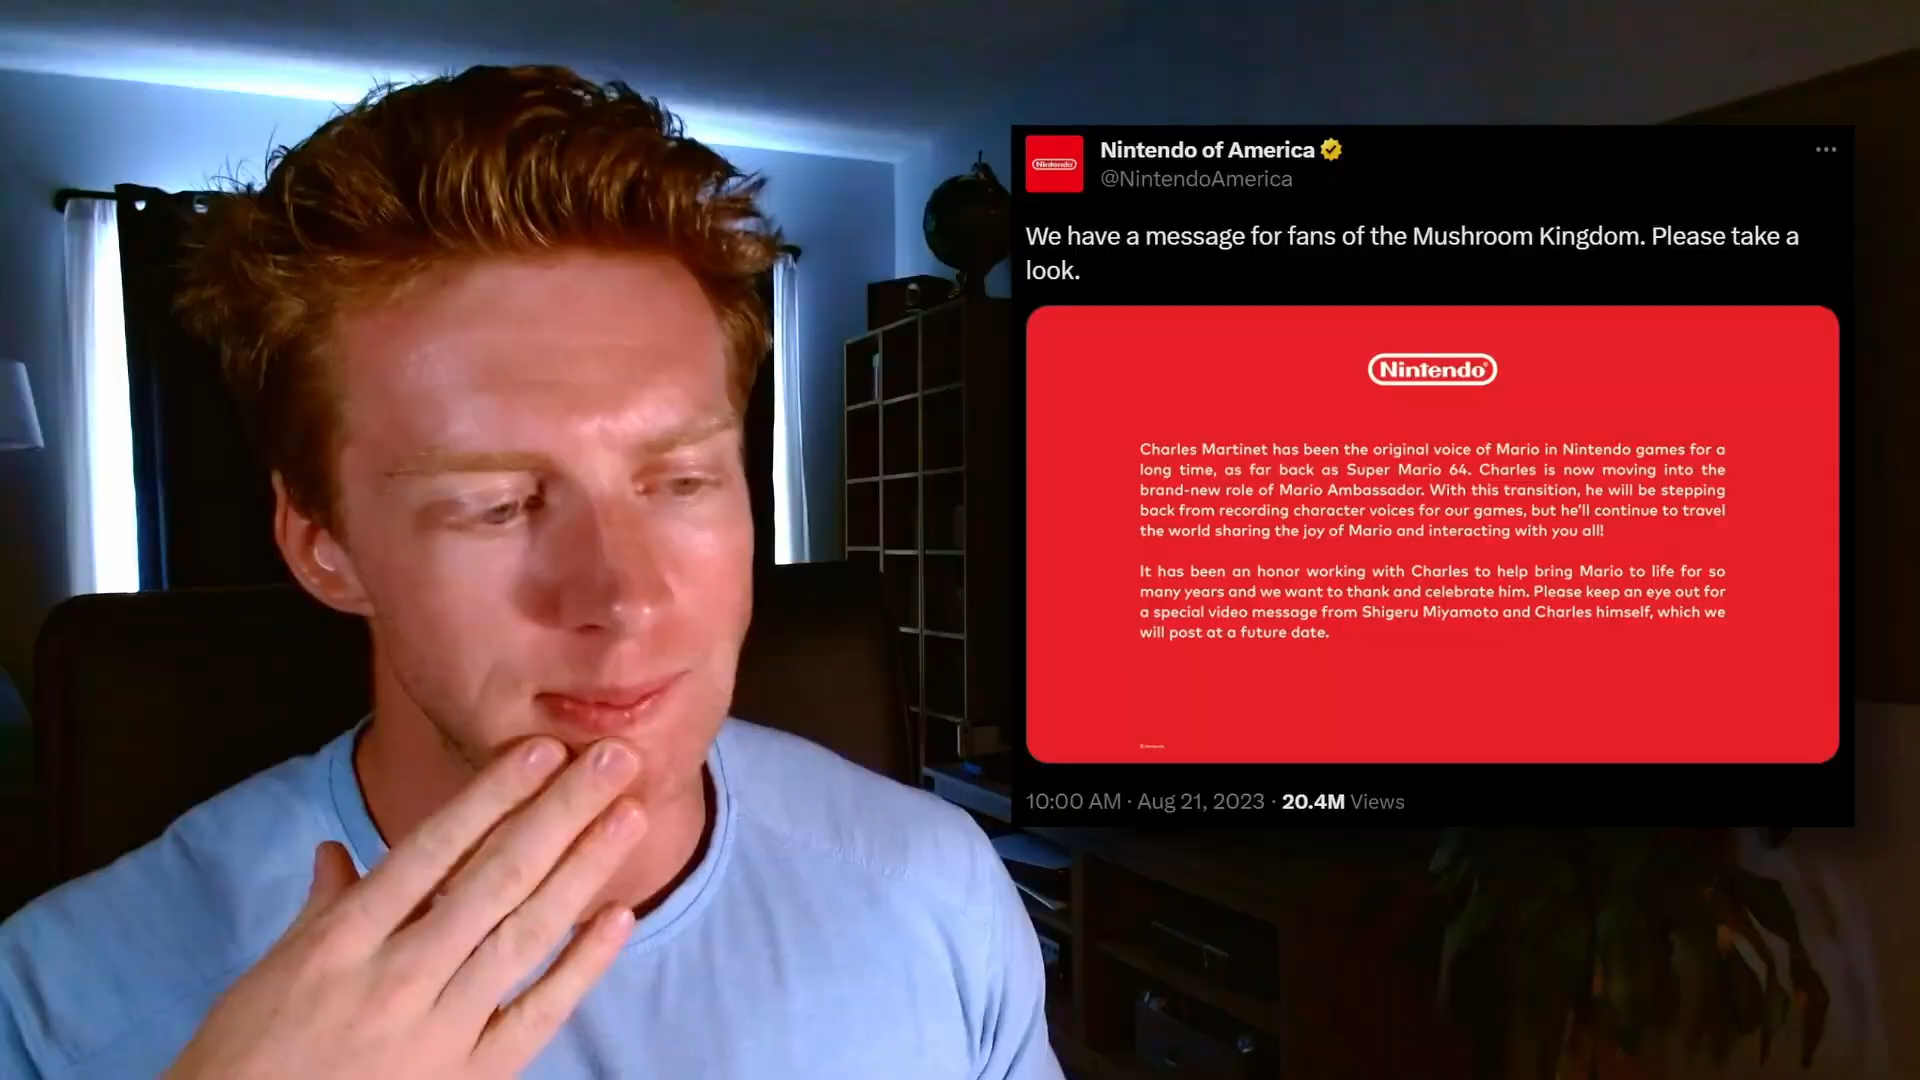 Nintendo of America
@NintendoAmerica
We have a message for fans of the Mushroom Kingdom. Please take a
look.
Nintendo
Nintendo
Charles Martinet has been the original voice of Mario in Nintendo games for a
long time, as far back as Super Mario 64. Charles is now moving into the
brand-new role of Mario Ambassador. With this transition, he will be stepping
back from recording character voices for our games, but he'll continue to travel
the world sharing the joy of Mario and interacting with you all!
It has been an honor working with Charles to help bring Mario to life for so
many years and we want to thank and celebrate him. Please keep an eye out for
a special video message from Shigeru Miyamoto and Charles himself, which we
will post at a future date.
© Nintendo
10:00 AM · Aug 21, 2023 · 20.4M Views